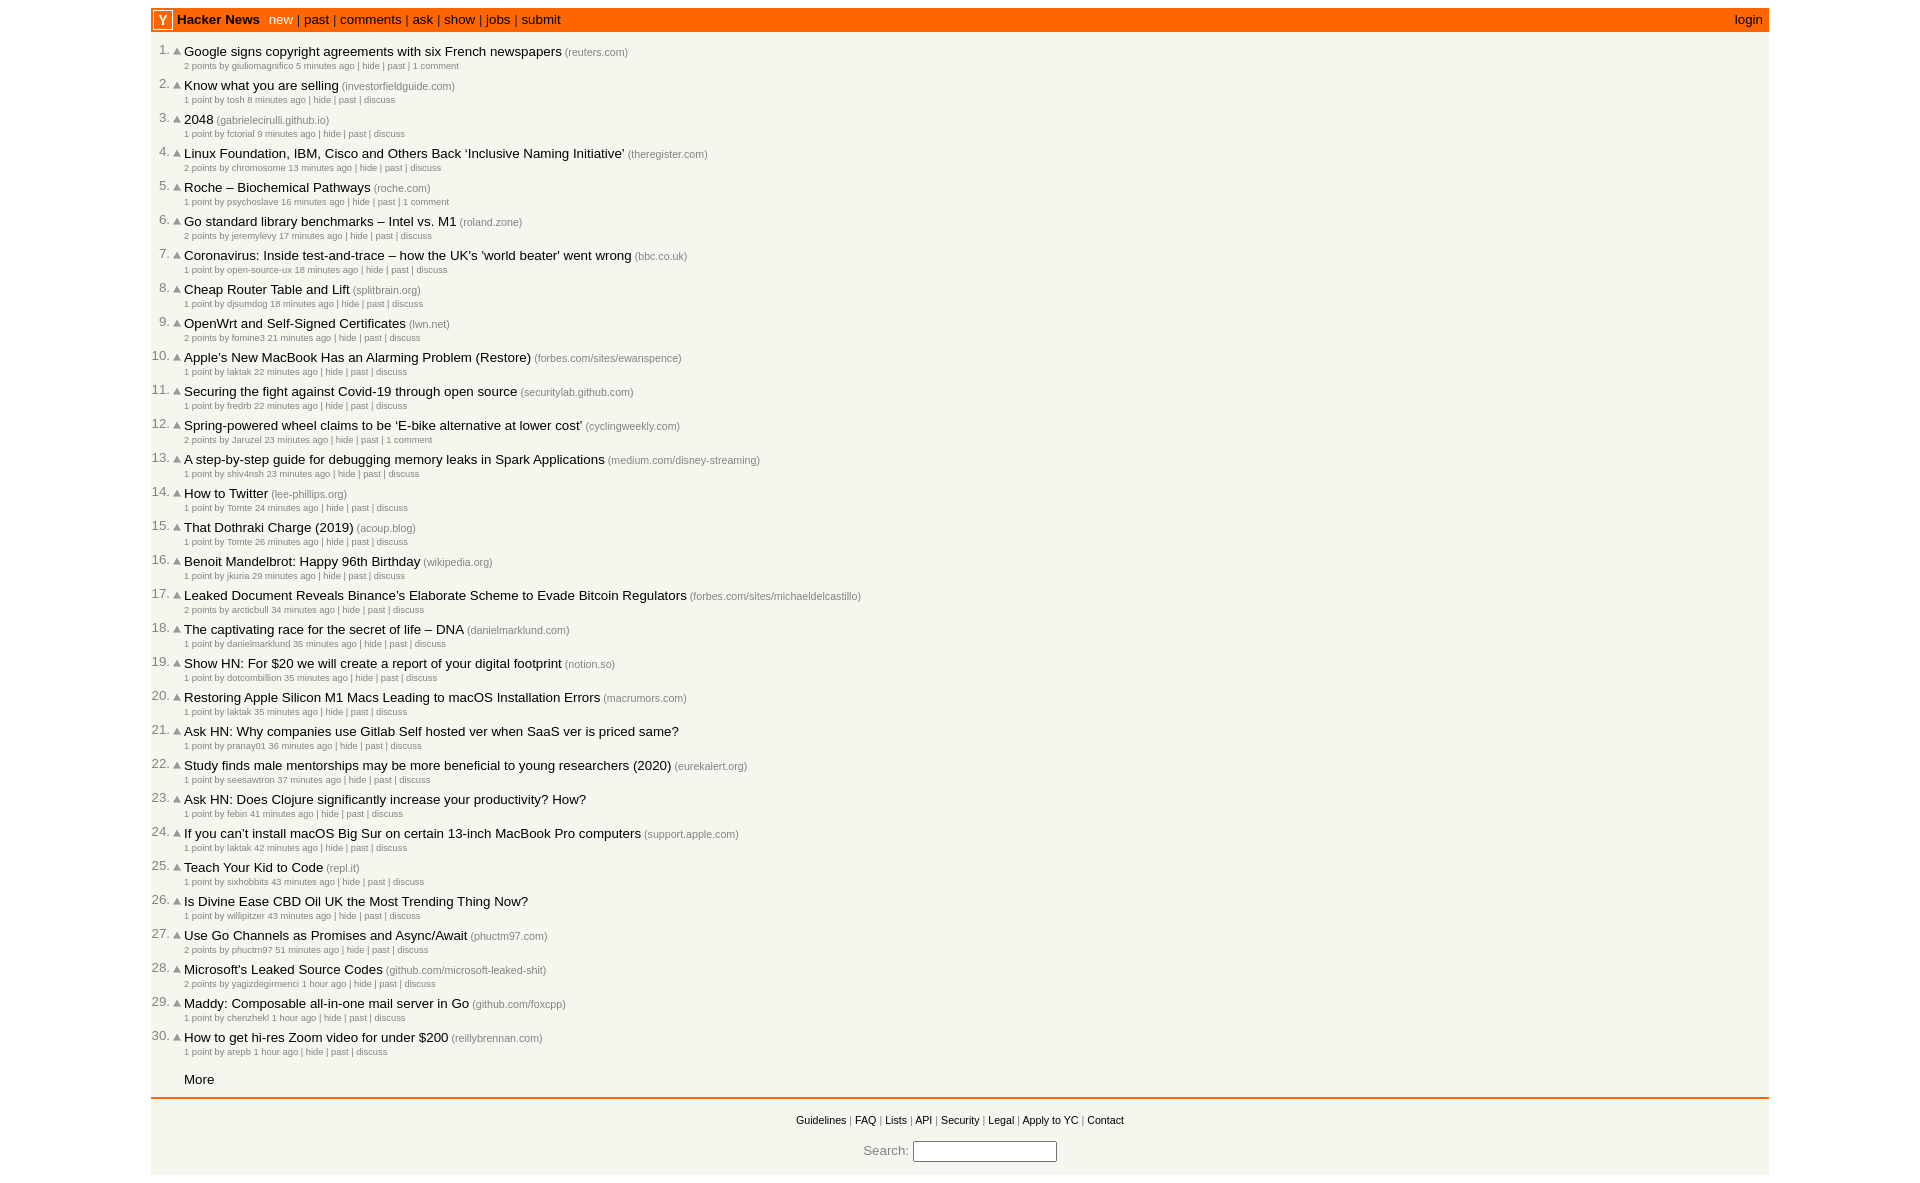 Y Hacker News new | past | comments | ask | show | jobs | submit login
1. Google signs copyright agreements with six French newspapers (reuters.com)
2 points by giuliomagnifico 5 minutes ago | hide | past | 1 comment
2. Know what you are selling (investorfieldguide.com)
1 point by tosh 8 minutes ago | hide | past | discuss
3. 2048 (gabrielecirulli.github.io)
1 point by fctorial 9 minutes ago | hide | past | discuss
4. Linux Foundation, IBM, Cisco and Others Back ‘Inclusive Naming Initiative’ (theregister.com)
2 points by chromosome 13 minutes ago | hide | past | discuss
5. Roche – Biochemical Pathways (roche.com)
1 point by psychoslave 16 minutes ago | hide | past | 1 comment
6. Go standard library benchmarks – Intel vs. M1 (roland.zone)
2 points by jeremylevy 17 minutes ago | hide | past | discuss
7. Coronavirus: Inside test-and-trace – how the UK's 'world beater' went wrong (bbc.co.uk)
1 point by open-source-ux 18 minutes ago | hide | past | discuss
8. Cheap Router Table and Lift (splitbrain.org)
1 point by djsumdog 18 minutes ago | hide | past | discuss
9. OpenWrt and Self-Signed Certificates (lwn.net)
2 points by fomine3 21 minutes ago | hide | past | discuss
10. Apple’s New MacBook Has an Alarming Problem (Restore) (forbes.com/sites/ewanspence)
1 point by laktak 22 minutes ago | hide | past | discuss
11. Securing the fight against Covid-19 through open source (securitylab.github.com)
1 point by fredrb 22 minutes ago | hide | past | discuss
12. Spring-powered wheel claims to be ‘E-bike alternative at lower cost’ (cyclingweekly.com)
2 points by Jaruzel 23 minutes ago | hide | past | 1 comment
13. A step-by-step guide for debugging memory leaks in Spark Applications (medium.com/disney-streaming)
1 point by shiv4nsh 23 minutes ago | hide | past | discuss
14. How to Twitter (lee-phillips.org)
1 point by Tomte 24 minutes ago | hide | past | discuss
15. That Dothraki Charge (2019) (acoup.blog)
1 point by Tomte 26 minutes ago | hide | past | discuss
16. Benoit Mandelbrot: Happy 96th Birthday (wikipedia.org)
1 point by jkuria 29 minutes ago | hide | past | discuss
17. Leaked Document Reveals Binance’s Elaborate Scheme to Evade Bitcoin Regulators (forbes.com/sites/michaeldelcastillo)
2 points by arcticbull 34 minutes ago | hide | past | discuss
18. The captivating race for the secret of life – DNA (danielmarklund.com)
1 point by danielmarklund 35 minutes ago | hide | past | discuss
19. Show HN: For $20 we will create a report of your digital footprint (notion.so)
1 point by dotcombillion 35 minutes ago | hide | past | discuss
20. Restoring Apple Silicon M1 Macs Leading to macOS Installation Errors (macrumors.com)
1 point by laktak 35 minutes ago | hide | past | discuss
21. Ask HN: Why companies use Gitlab Self hosted ver when SaaS ver is priced same?
1 point by pranay01 36 minutes ago | hide | past | discuss
22. Study finds male mentorships may be more beneficial to young researchers (2020) (eurekalert.org)
1 point by seesawtron 37 minutes ago | hide | past | discuss
23. Ask HN: Does Clojure significantly increase your productivity? How?
1 point by febin 41 minutes ago | hide | past | discuss
24. If you can’t install macOS Big Sur on certain 13-inch MacBook Pro computers (support.apple.com)
1 point by laktak 42 minutes ago | hide | past | discuss
25. Teach Your Kid to Code (repl.it)
1 point by sixhobbits 43 minutes ago | hide | past | discuss
26. Is Divine Ease CBD Oil UK the Most Trending Thing Now?
1 point by willipitzer 43 minutes ago | hide | past | discuss
27. Use Go Channels as Promises and Async/Await (phuctm97.com)
2 points by phuctm97 51 minutes ago | hide | past | discuss
28. Microsoft's Leaked Source Codes (github.com/microsoft-leaked-shit)
2 points by yagizdegirmenci 1 hour ago | hide | past | discuss
29. Maddy: Composable all-in-one mail server in Go (github.com/foxcpp)
1 point by chenzhekl 1 hour ago | hide | past | discuss
30. How to get hi-res Zoom video for under $200 (reillybrennan.com)
1 point by arepb 1 hour ago | hide | past | discuss
More
Guidelines | FAQ | Lists | API | Security | Legal | Apply to YC | Contact
Search: